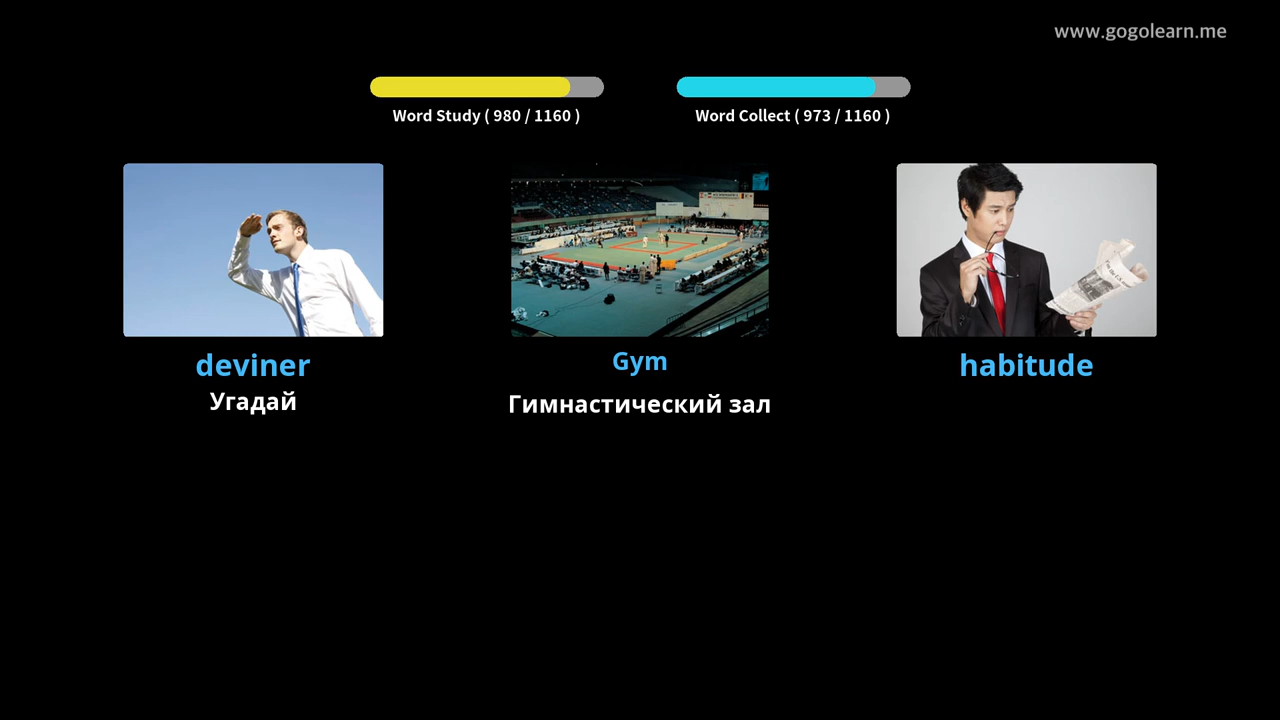 www.gogolearn.me
Word Study ( 980 / 1160 )
Word Collect ( 973 / 1160 )
deviner
Gym
habitude
Угадай
Гимнастический зал